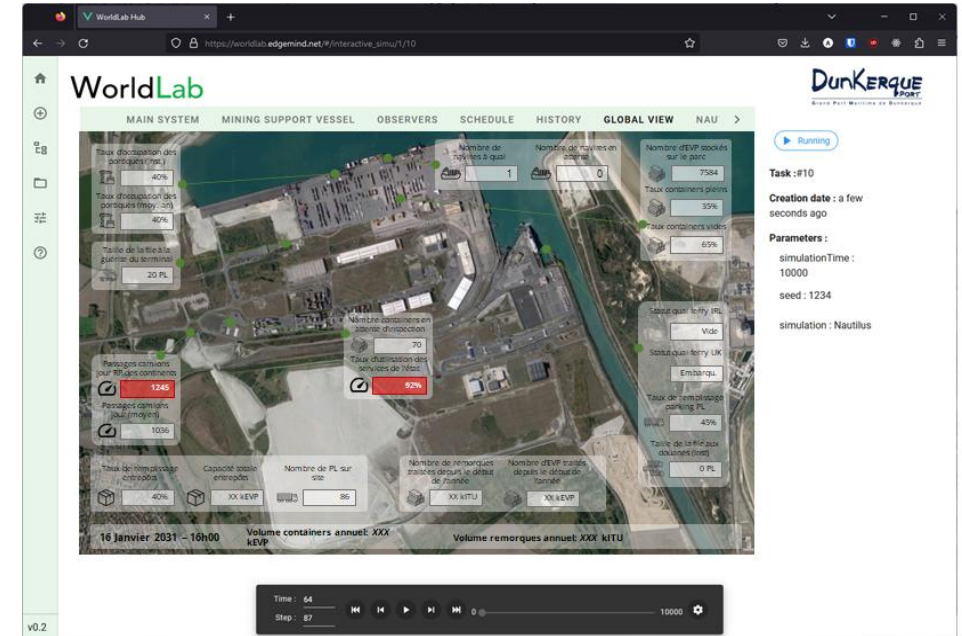 WorldLab Hub
https://worldlab.edgemind.net/#/interactive_simu/1/10
WorldLab
DunKerque
PORT
Grand Port Maritime de Dunkerque
MAIN SYSTEM
MINING SUPPORT VESSEL
OBSERVERS
SCHEDULE
HISTORY
GLOBAL VIEW
NAU
Running
Task :#10
Creation date : a few
seconds ago
Parameters :
simulationTime :
10000
seed : 1234
simulation : Nautilus
Taux d'occupation des
portiques (inst.)
40%
Taux d'occupation des
portiques (moy. an)
40%
Taille de la file à la
guérite du terminal
20 PL
Nombre de
navires à quai
1
Nombre de navires en
attente
0
Nombre d'EVP stockés
sur le parc
7584
Taux containers pleins
35%
Taux containers vides
65%
Nombre containers en
attente d'inspection
70
Taux d'utilisation des
services de l'état
92%
Statut quai ferry IRL
Vide
Statut quai ferry UK
Embarqu.
Taux de remplissage
parking PL
45%
Taille de la file aux
douanes (inst)
0 PL
Passages camions
jour RP des continents
1245
Passages camions
jour (moyen)
1036
Taux de remplissage
entrepôts
40%
Capacité totale
entrepôts
XX kEVP
Nombre de PL sur
site
86
Nombre de remorques
traitées depuis le début
de l'année
XX kITU
Nombre d'EVP traités
depuis le début de
l'année
XX kEVP
16 Janvier 2031 – 16h00
Volume containers annuel: XXX
kEVP
Volume remorques annuel: XXX kITU
Time : 64
Step : 87
0
10000
v0.2